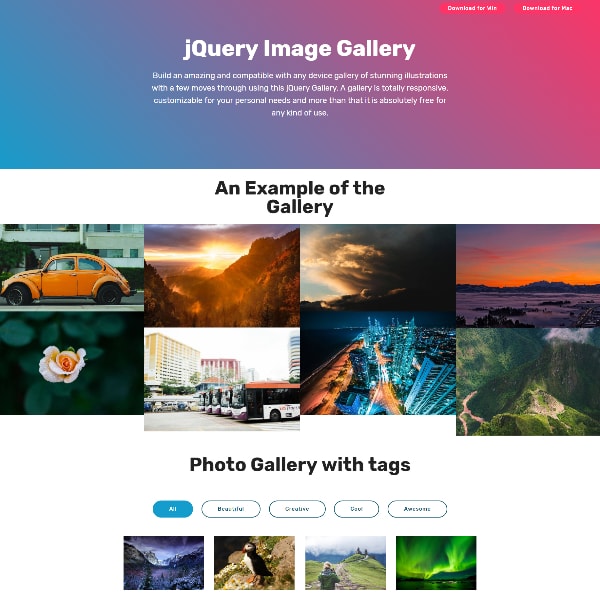 Download for Win Download for Mac
jQuery Image Gallery
Build an amazing and compatible with any device gallery of stunning illustrations
with a few moves through using this jQuery Gallery. A gallery is totally responsive,
customizable for your personal needs and more than that it is absolutely free for
any kind of use.
An Example of the
Gallery
Photo Gallery with tags
All Beautiful Creative Cool Awesome